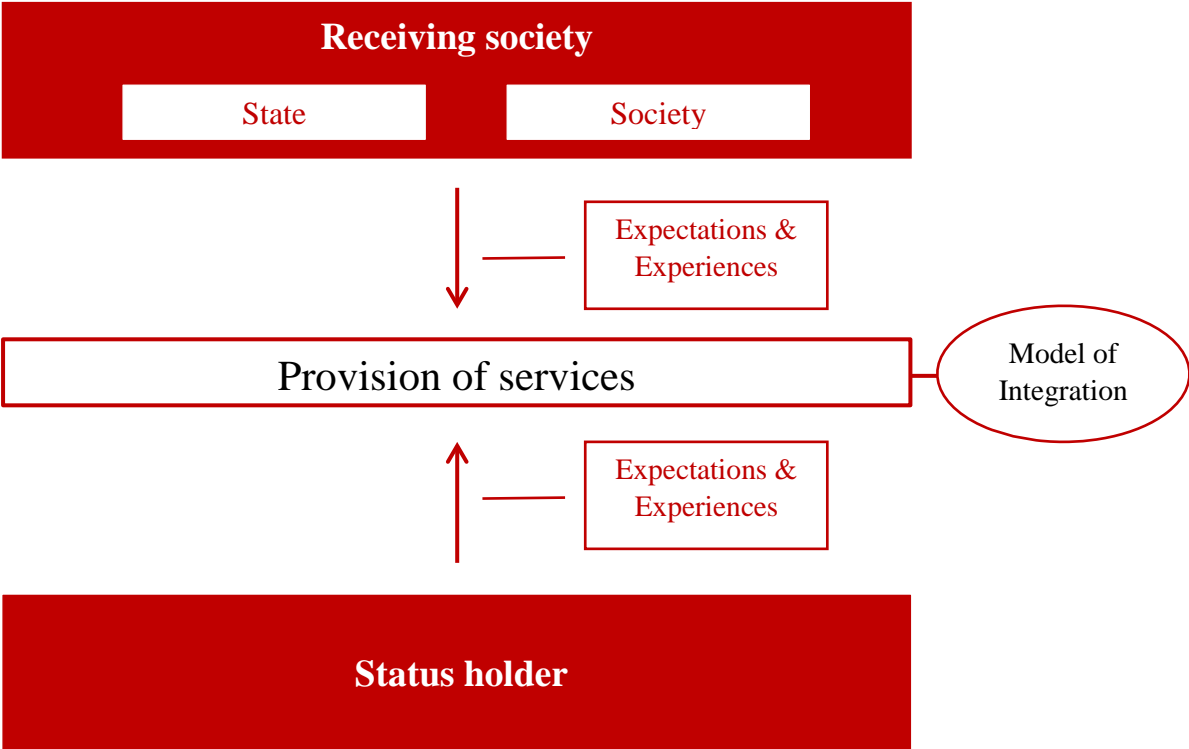 Receiving society
State
Society
Expectations &
Experiences
Provision of services
Model of
Integration
Expectations &
Experiences
Status holder